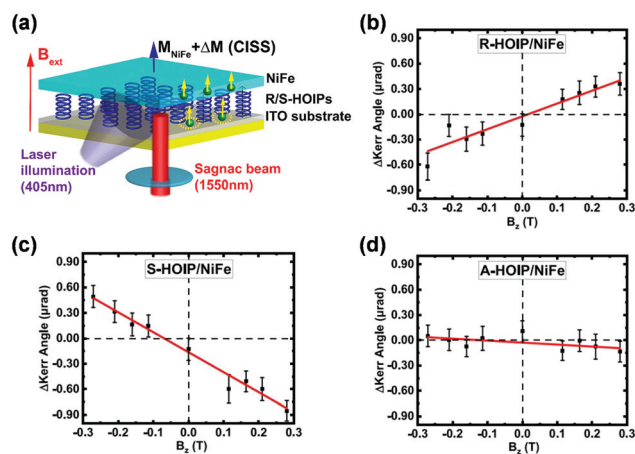 (a)
B_ext
M_NiFe+ΔM (CISS)
NiFe
R/S-HOIPs
ITO substrate
Laser
illumination
(405nm)
Sagnac beam
(1550nm)
(b)
R-HOIP/NiFe
ΔKerr Angle (μrad)
0.90
0.60
0.30
0.00
-0.30
-0.60
-0.90
-0.3 -0.2 -0.1 0.0 0.1 0.2 0.3
B_z (T)
(c)
S-HOIP/NiFe
ΔKerr Angle (μrad)
0.90
0.60
0.30
0.00
-0.30
-0.60
-0.90
-0.3 -0.2 -0.1 0.0 0.1 0.2 0.3
B_z (T)
(d)
A-HOIP/NiFe
ΔKerr Angle (μrad)
0.90
0.60
0.30
0.00
-0.30
-0.60
-0.90
-0.3 -0.2 -0.1 0.0 0.1 0.2 0.3
B_z (T)